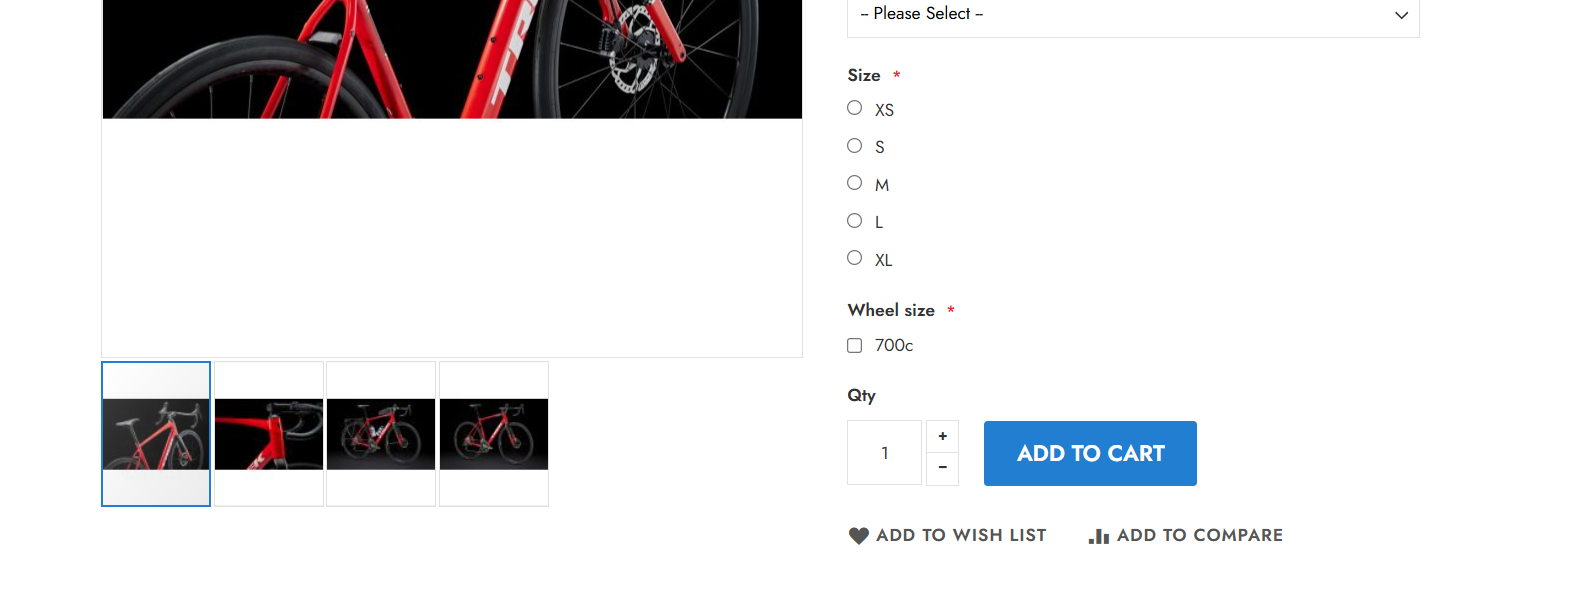 -- Please Select --
Size *
XS
S
M
L
XL
Wheel size *
700c
Qty
1
+
-
ADD TO CART
ADD TO WISH LIST
ADD TO COMPARE